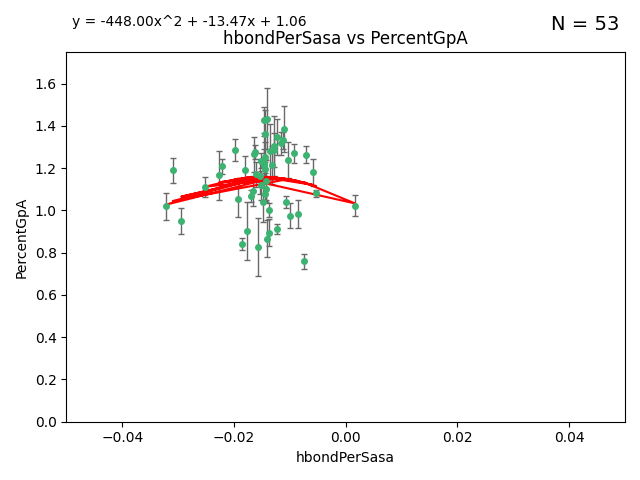 y = -448.00x^2 + -13.47x + 1.06
N = 53
hbondPerSasa vs PercentGpA
PercentGpA
1.6
1.4
1.2
1.0
0.8
0.6
0.4
0.2
0.0
−0.04 −0.02 0.00 0.02 0.04
hbondPerSasa